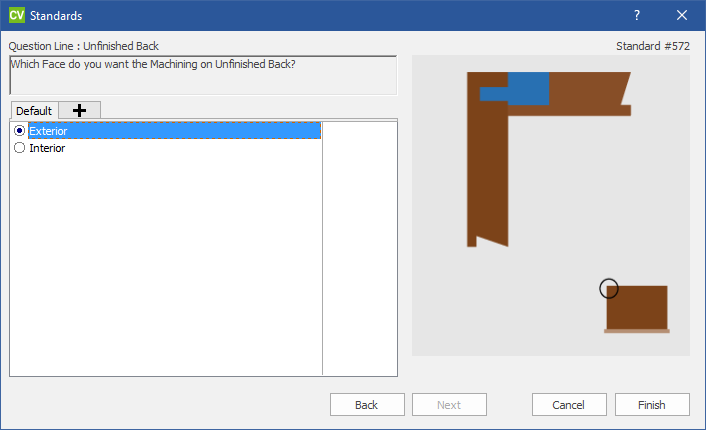 CV Standards ?
Question Line : Unfinished Back Standard #572
Which Face do you want the Machining on Unfinished Back?
Default
Exterior
Interior
Back Next Cancel Finish